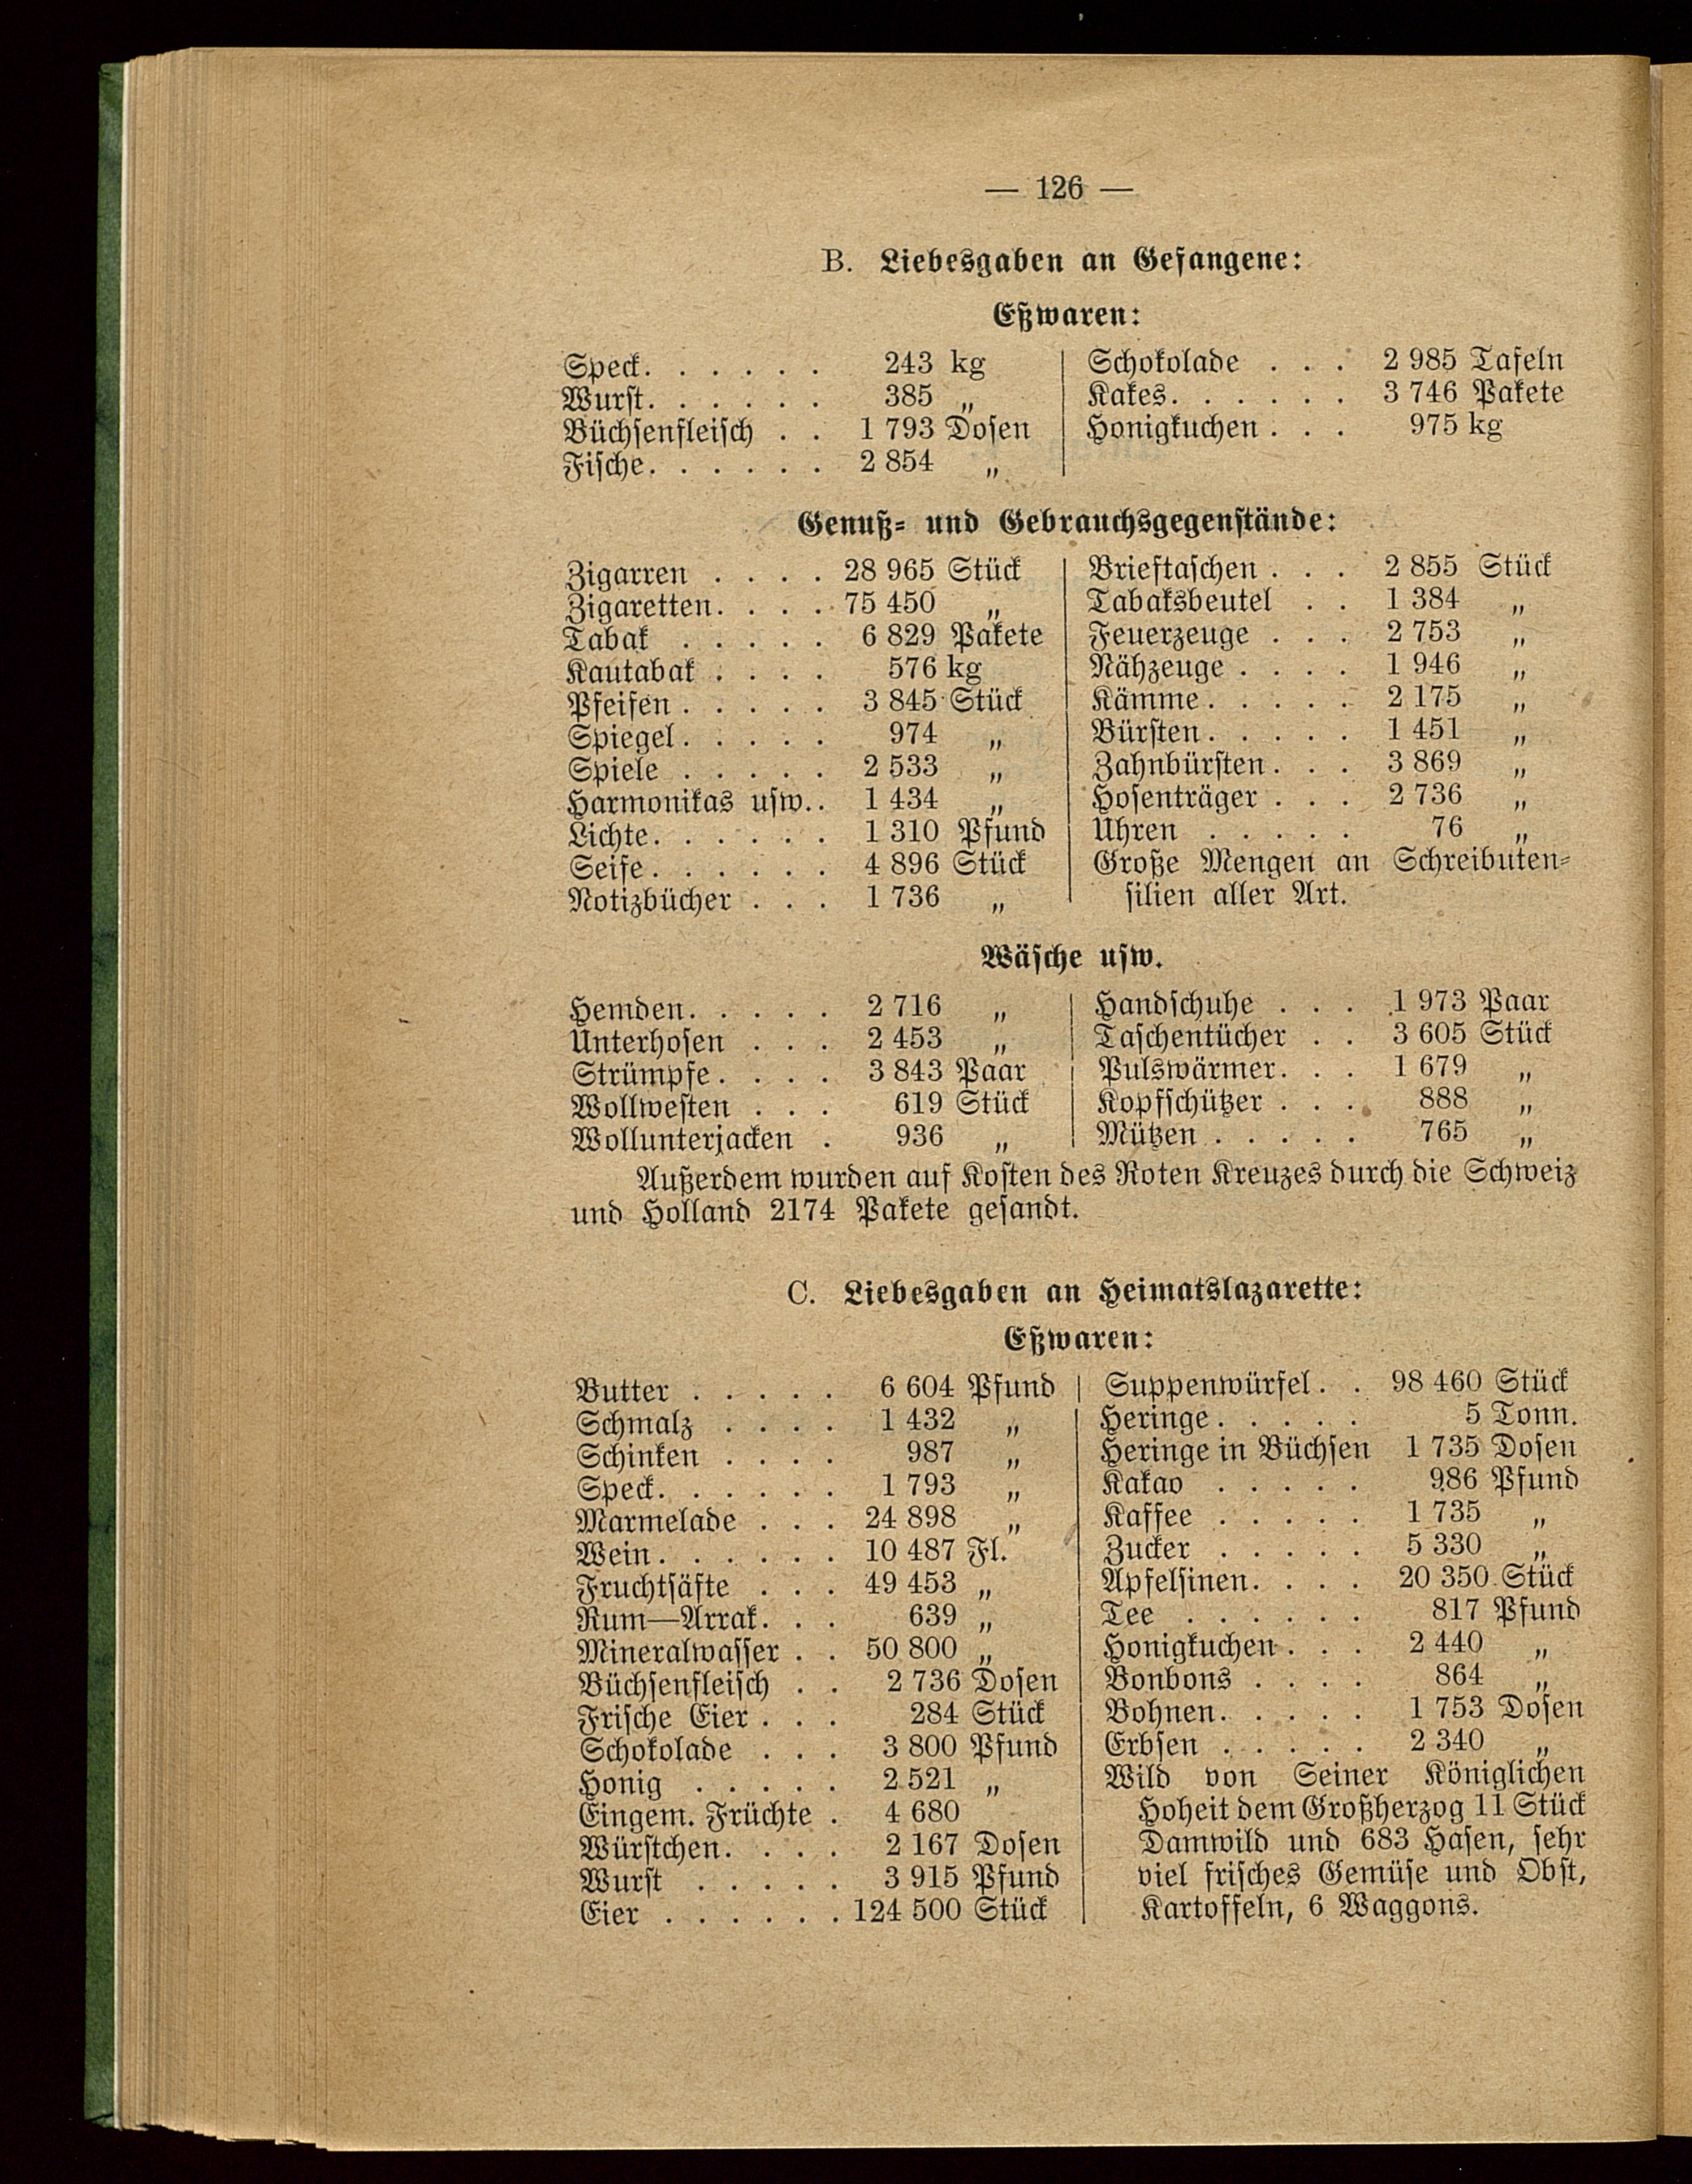 — 126 —
B. Liebesgaben an Gefangene:
Eßwaren:
Speck. . . . . . 243 kg
Wurst. . . . . . 385 „
Büchsenfleisch . . 1 793 Dosen
Fische. . . . . . 2 854 „
Schokolade . . . 2 985 Tafeln
Kakes. . . . . . 3 746 Pakete
Honigkuchen . . . 975 kg
Genuß- und Gebrauchsgegenstände:
Zigarren . . . . 28 965 Stück
Zigaretten. . . . 75 450 „
Tabak . . . . . 6 829 Pakete
Kautabak . . . . 576 kg
Pfeifen . . . . . 3 845 Stück
Spiegel. . . . . 974 „
Spiele . . . . . 2 533 „
Harmonikas usw. . 1 434 „
Lichte. . . . . . 1 310 Pfund
Seife. . . . . . 4 896 Stück
Notizbücher . . . 1 736 „
Brieftaschen . . . 2 855 Stück
Tabaksbeutel . . 1 384 „
Feuerzeuge . . . 2 753 „
Nähzeuge . . . . 1 946 „
Kämme. . . . . 2 175 „
Bürsten. . . . . 1 451 „
Zahnbürsten. . . 3 869 „
Hosenträger . . . 2 736 „
Uhren . . . . . 76 „
Große Mengen an Schreibuten-
silien aller Art.
Wäsche usw.
Hemden. . . . . 2 716 „
Unterhosen . . . 2 453 „
Strümpfe. . . . 3 843 Paar
Wollwesten . . . 619 Stück
Wollunterjacken . 936 „
Handschuhe . . . 1 973 Paar
Taschentücher . . 3 605 Stück
Pulswärmer. . . 1 679 „
Kopfschützer . . . 888 „
Mützen . . . . . 765 „
Außerdem wurden auf Kosten des Roten Kreuzes durch die Schweiz
und Holland 2174 Pakete gesandt.
C. Liebesgaben an Heimatslazarette:
Eßwaren:
Butter . . . . . 6 604 Pfund
Schmalz . . . . 1 432 „
Schinken . . . . 987 „
Speck. . . . . . 1 793 „
Marmelade . . . 24 898 „
Wein. . . . . . 10 487 Fl.
Fruchtsäfte . . . 49 453 „
Rum—Arrak. . . 639 „
Mineralwasser . . 50 800 „
Büchsenfleisch . . 2 736 Dosen
Frische Eier . . . 284 Stück
Schokolade . . . 3 800 Pfund
Honig . . . . . 2 521 „
Eingem. Früchte . 4 680
Würstchen. . . . 2 167 Dosen
Wurst . . . . . 3 915 Pfund
Eier . . . . . . 124 500 Stück
Suppenwürfel. . 98 460 Stück
Heringe. . . . . 5 Tonn.
Heringe in Büchsen 1 735 Dosen
Kakao . . . . . 986 Pfund
Kaffee . . . . . 1 735 „
Zucker . . . . . 5 330 „
Apfelsinen. . . . 20 350 Stück
Tee . . . . . . 817 Pfund
Honigkuchen . . . 2 440 „
Bonbons . . . . 864 „
Bohnen. . . . . 1 753 Dosen
Erbsen . . . . . 2 340 „
Wild von Seiner Königlichen
Hoheit dem Großherzog 11 Stück
Damwild und 683 Hasen, sehr
viel frisches Gemüse und Obst,
Kartoffeln, 6 Waggons.